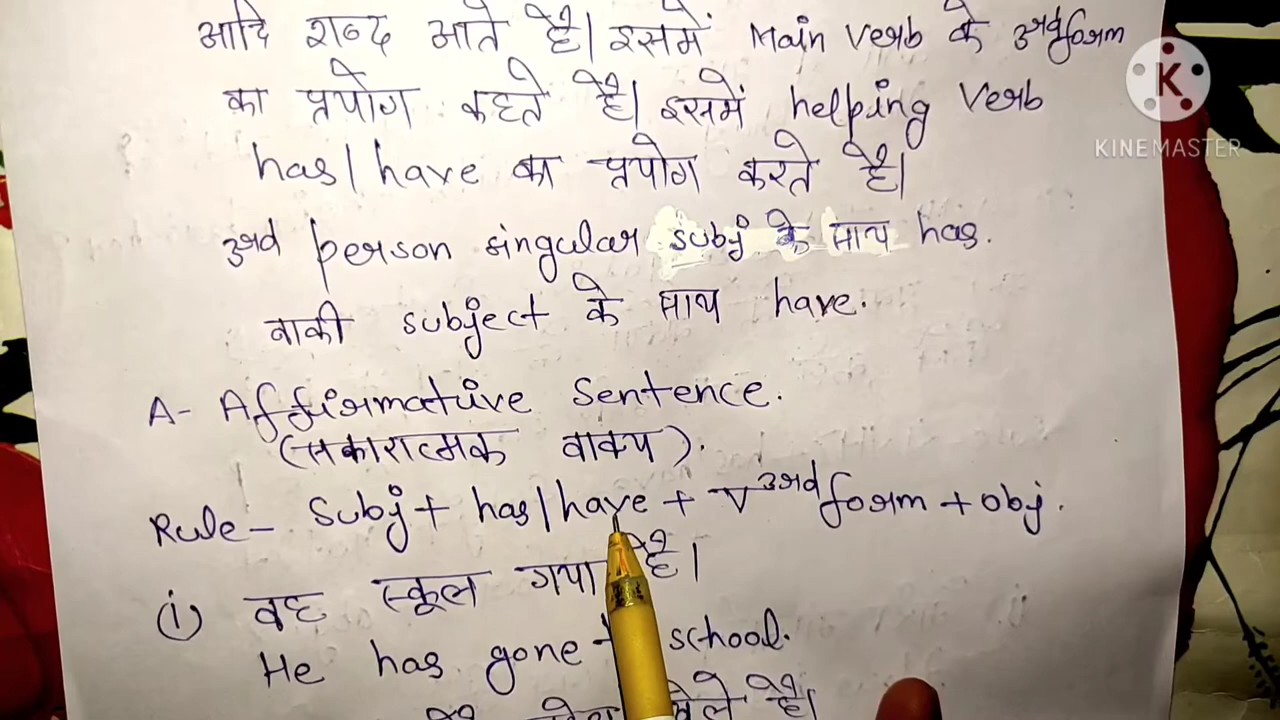 आदि शब्द आते है। इसमें Main verb के 3rd form
का प्रयोग कहते है। इसमें helping verb
has/have का प्रयोग करते है।
3rd person singular subj के साथ has.
बाकी subject के साथ have.
A- Affirmative Sentence.
(सकारात्मक वाक्य).
Rule- Subj + has/have + V 3rd form + obj.
(i) वह स्कूल गया है।
He has gone school.
है।
K
KINEMASTER